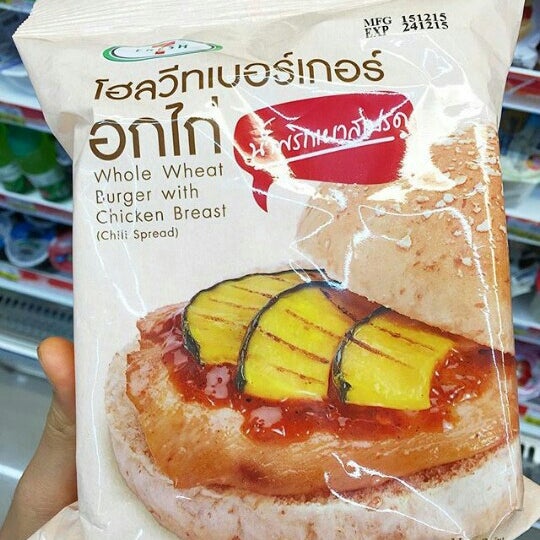 MFG 151215
EXP 241215
7
FRESH
โฮลวีทเบอร์เกอร์
อกไก่
น้ำพริกเผาสเปรด
Whole Wheat
Burger with
Chicken Breast
(Chili Spread)